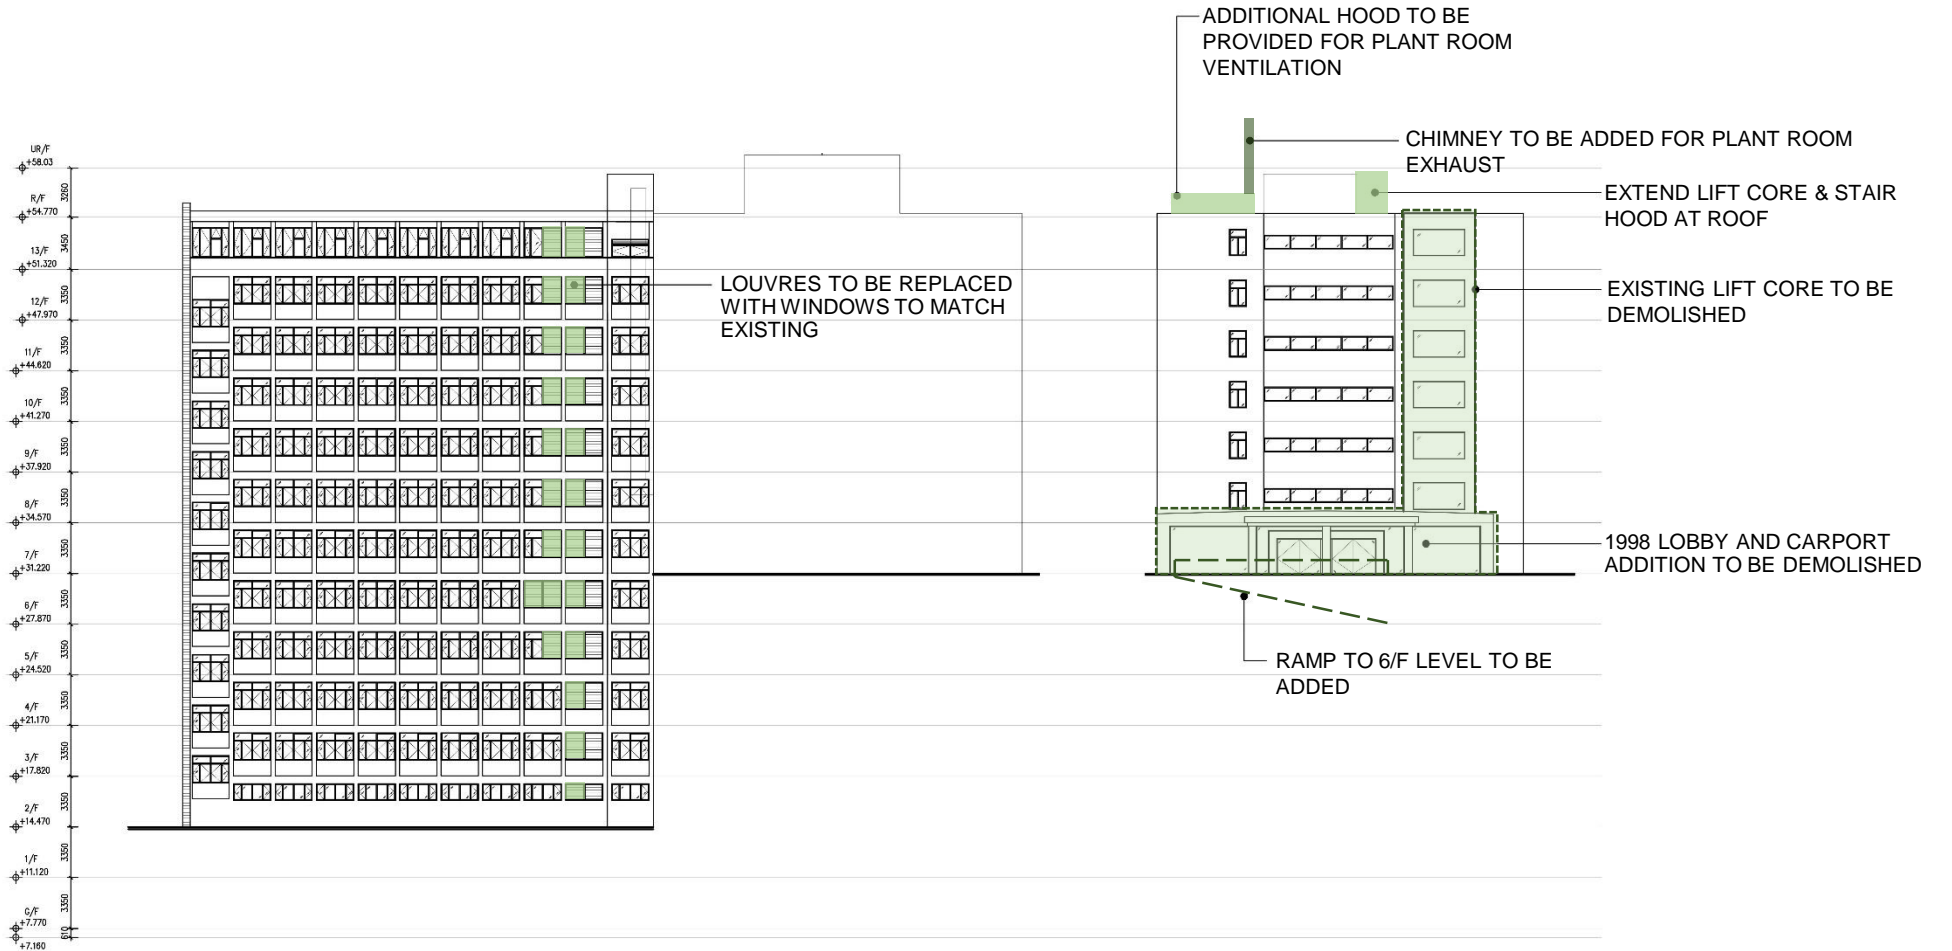 ADDITIONAL HOOD TO BE
PROVIDED FOR PLANT ROOM
VENTILATION
CHIMNEY TO BE ADDED FOR PLANT ROOM
EXHAUST
EXTEND LIFT CORE & STAIR
HOOD AT ROOF
LOUVRES TO BE REPLACED
WITH WINDOWS TO MATCH
EXISTING
EXISTING LIFT CORE TO BE
DEMOLISHED
1998 LOBBY AND CARPORT
ADDITION TO BE DEMOLISHED
RAMP TO 6/F LEVEL TO BE
ADDED
UR/F
+58.03
3260
R/F
+54.770
3450
13/F
+51.320
3350
12/F
+47.970
3350
11/F
+44.620
3350
10/F
+41.270
3350
9/F
+37.920
3350
8/F
+34.570
3350
7/F
+31.220
3350
6/F
+27.870
3350
5/F
+24.520
3350
4/F
+21.170
3350
3/F
+17.820
3350
2/F
+14.470
3350
1/F
+11.120
3350
G/F
+7.770
610
+7.160